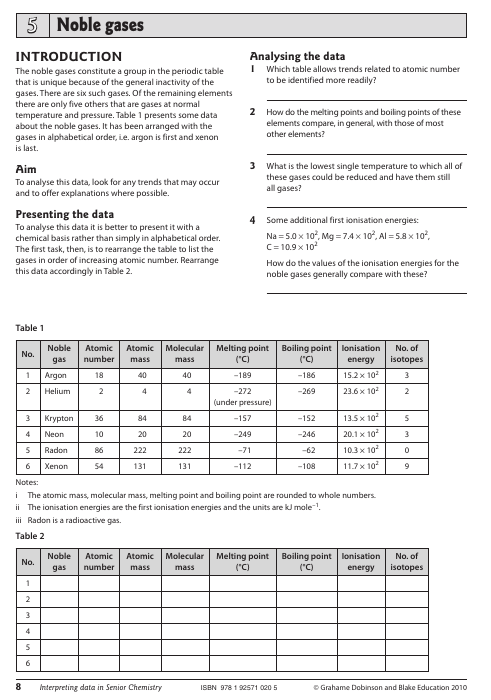 5 Noble gases
INTRODUCTION
The noble gases constitute a group in the periodic table
that is unique because of the general inactivity of the
gases. There are six such gases. Of the remaining elements
there are only five others that are gases at normal
temperature and pressure. Table 1 presents some data
about the noble gases. It has been arranged with the
gases in alphabetical order, i.e. argon is first and xenon
is last.
Aim
To analyse this data, look for any trends that may occur
and to offer explanations where possible.
Presenting the data
To analyse this data it is better to present it with a
chemical basis rather than simply in alphabetical order.
The first task, then, is to rearrange the table to list the
gases in order of increasing atomic number. Rearrange
this data accordingly in Table 2.
Analysing the data
1 Which table allows trends related to atomic number
to be identified more readily?
2 How do the melting points and boiling points of these
elements compare, in general, with those of most
other elements?
3 What is the lowest single temperature to which all of
these gases could be reduced and have them still
all gases?
4 Some additional first ionisation energies:
Na = 5.0 × 10², Mg = 7.4 × 10², Al = 5.8 × 10²,
C = 10.9 × 10²
How do the values of the ionisation energies for the
noble gases generally compare with these?
Table 1
No. Noble gas Atomic number Atomic mass Molecular mass Melting point (°C) Boiling point (°C) Ionisation energy No. of isotopes
1 Argon 18 40 40 –189 –186 15.2 × 10² 3
2 Helium 2 4 4 –272 (under pressure) –269 23.6 × 10² 2
3 Krypton 36 84 84 –157 –152 13.5 × 10² 5
4 Neon 10 20 20 –249 –246 20.1 × 10² 3
5 Radon 86 222 222 –71 –62 10.3 × 10² 0
6 Xenon 54 131 131 –112 –108 11.7 × 10² 9
Notes:
i The atomic mass, molecular mass, melting point and boiling point are rounded to whole numbers.
ii The ionisation energies are the first ionisation energies and the units are kJ mole⁻¹.
iii Radon is a radioactive gas.
Table 2
No. Noble gas Atomic number Atomic mass Molecular mass Melting point (°C) Boiling point (°C) Ionisation energy No. of isotopes
1
2
3
4
5
6
8 Interpreting data in Senior Chemistry ISBN 978 1 92571 020 5 © Grahame Dobinson and Blake Education 2010